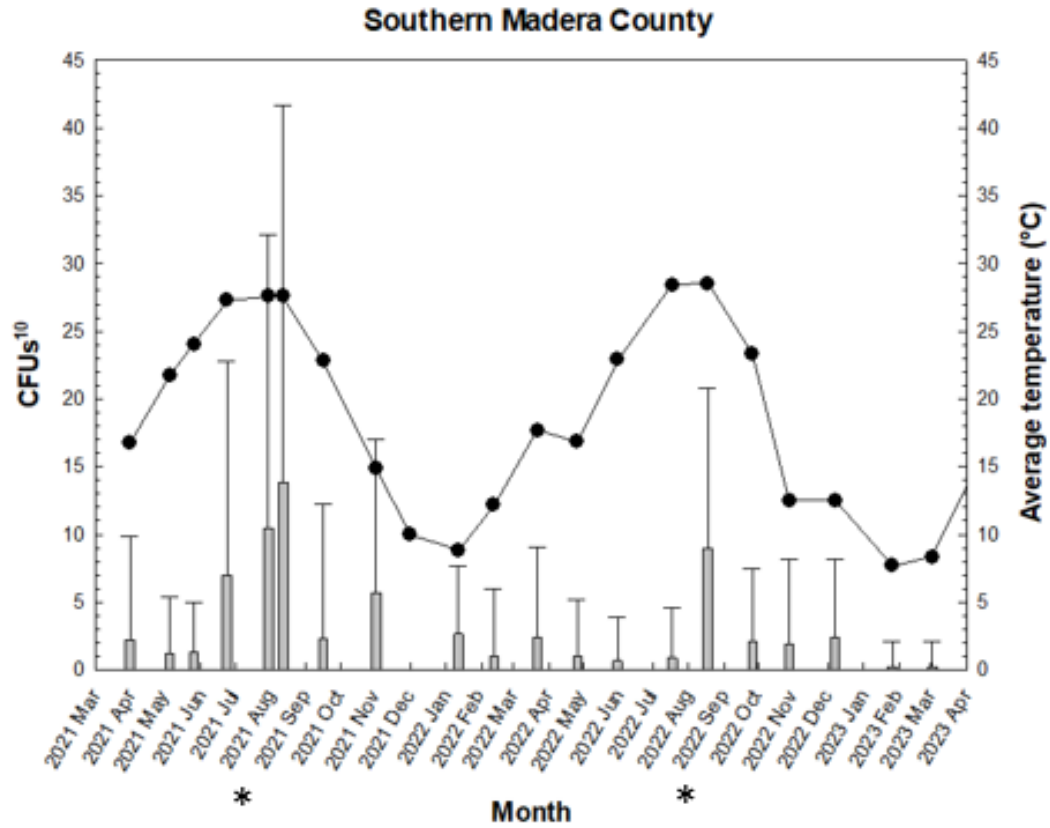 Southern Madera County
45 45
40 40
35 35
30 30
25 25
20 20
15 15
10 10
5 5
0 0
CFUs¹⁰
Average temperature (°C)
2021 Mar
2021 Apr
2021 May
2021 Jun
2021 Jul
2021 Aug
2021 Sep
2021 Oct
2021 Nov
2021 Dec
2022 Jan
2022 Feb
2022 Mar
2022 Apr
2022 May
2022 Jun
2022 Jul
2022 Aug
2022 Sep
2022 Oct
2022 Nov
2022 Dec
2023 Jan
2023 Feb
2023 Mar
2023 Apr
* *
Month